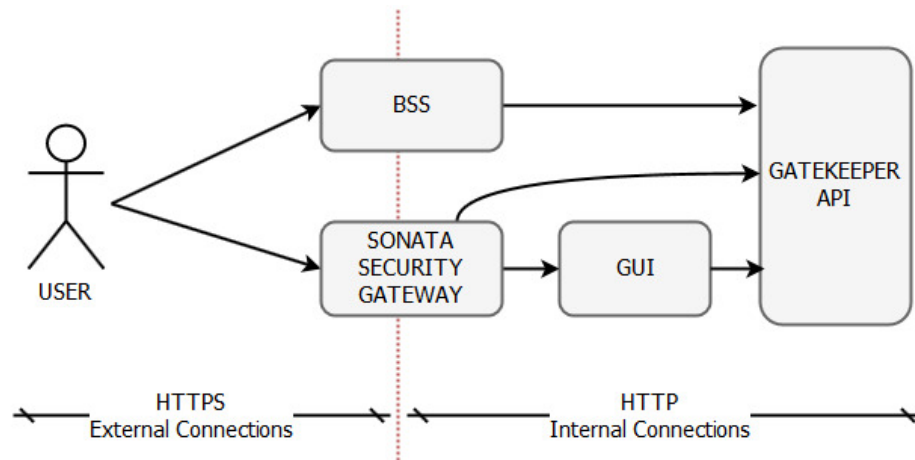 BSS
GATEKEEPER
API
SONATA
SECURITY
GATEWAY
GUI
USER
HTTPS
External Connections
HTTP
Internal Connections